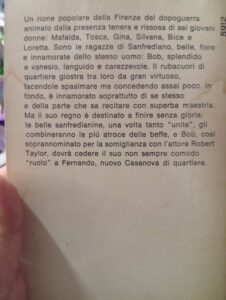 Un rione popolare della Firenze del dopoguerra
animato dalla presenza tenera e rissosa di sei giovani
donne: Mafalda, Tosca, Gina, Silvana, Bice e
Loretta. Sono le ragazze di Sanfrediano, belle, fiere
e innamorate dello stesso uomo: Bob, splendido
e vanesio, languido e carezzevole. Il rubacuori di
quartiere giostra tra loro da gran virtuoso,
facendole spasimare ma concedendo assai poco. In
fondo, è innamorato soprattutto di se stesso
e della parte che sa recitare con superba maestria.
Ma il suo regno è destinato a finire senza gloria:
le belle sanfredianine, una volta tanto "unite", gli
combineranno la più atroce delle beffe, e Bob, così
soprannominato per la somiglianza con l'attore Robert
Taylor, dovrà cedere il suo non sempre comodo
"ruolo" a Fernando, nuovo Casanova di quartiere.